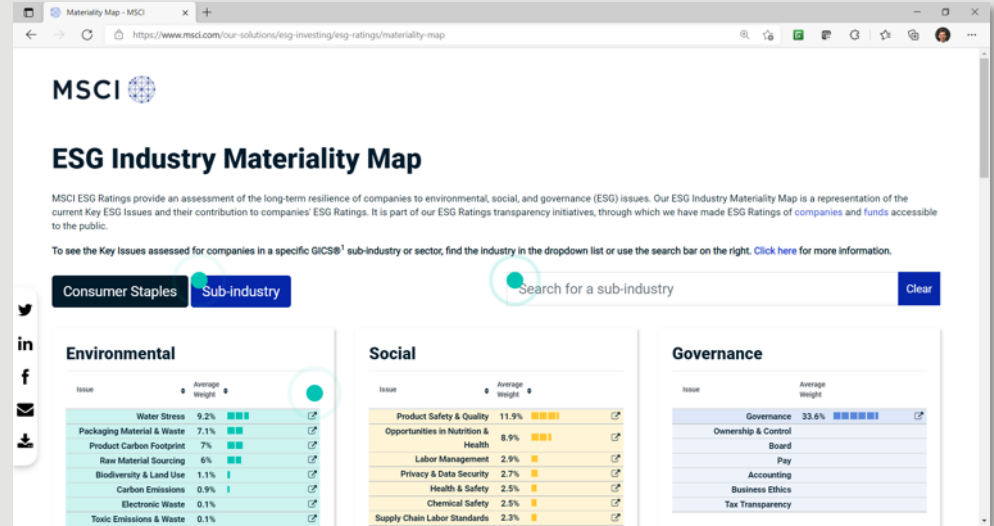 Materiality Map - MSCI
https://www.msci.com/our-solutions/esg-investing/esg-ratings/materiality-map
MSCI
ESG Industry Materiality Map
MSCI ESG Ratings provide an assessment of the long-term resilience of companies to environmental, social, and governance (ESG) issues. Our ESG Industry Materiality Map is a representation of the
current Key ESG Issues and their contribution to companies' ESG Ratings. It is part of our ESG Ratings transparency initiatives, through which we have made ESG Ratings of companies and funds accessible
to the public.
To see the Key Issues assessed for companies in a specific GICS®1 sub-industry or sector, find the industry in the dropdown list or use the search bar on the right. Click here for more information.
Consumer Staples
Sub-industry
Search for a sub-industry
Clear
Environmental
Issue Average Weight
Water Stress 9.2%
Packaging Material & Waste 7.1%
Product Carbon Footprint 7%
Raw Material Sourcing 6%
Biodiversity & Land Use 1.1%
Carbon Emissions 0.9%
Electronic Waste 0.1%
Toxic Emissions & Waste 0.1%
Social
Issue Average Weight
Product Safety & Quality 11.9%
Opportunities in Nutrition &
Health 8.9%
Labor Management 2.9%
Privacy & Data Security 2.7%
Health & Safety 2.5%
Chemical Safety 2.5%
Supply Chain Labor Standards 2.3%
Governance
Issue Average Weight
Governance 33.6%
Ownership & Control
Board
Pay
Accounting
Business Ethics
Tax Transparency